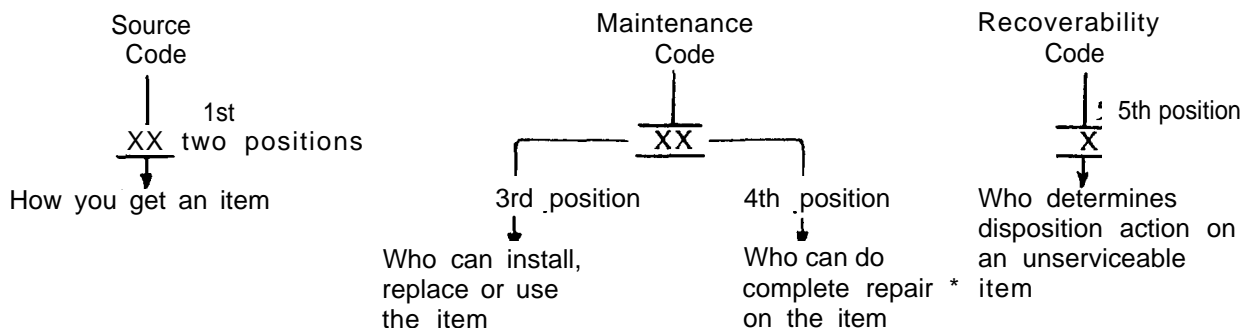 Source
Code
1st
XX two positions
How you get an item
Maintenance
Code
XX
3rd position
Who can install,
replace or use
the item
4th position
Who can do
complete repair *
on the item
Recoverability
Code
5th position
X
Who determines
disposition action on
an unserviceable
item